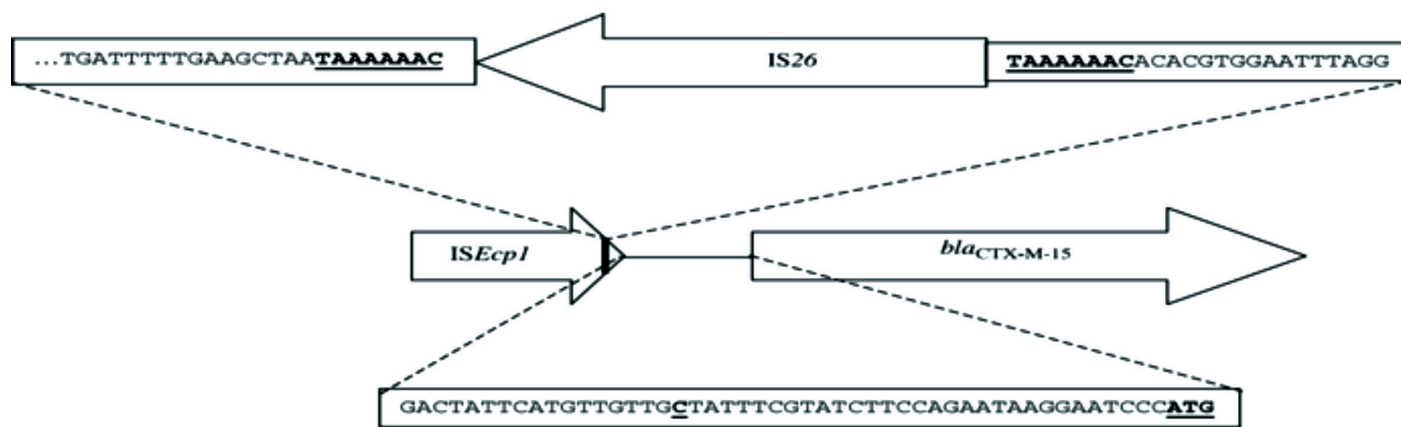 ...TGATTTTTGAAGCTAATAAAAAAC
IS26
TAAAAAACACACGTGGAATTTAGG
ISEcp1
blaCTX-M-15
GACTATTCATGTTGTTGCTATTTCGTATCTTCCAGAATAAGGAATCCCATG